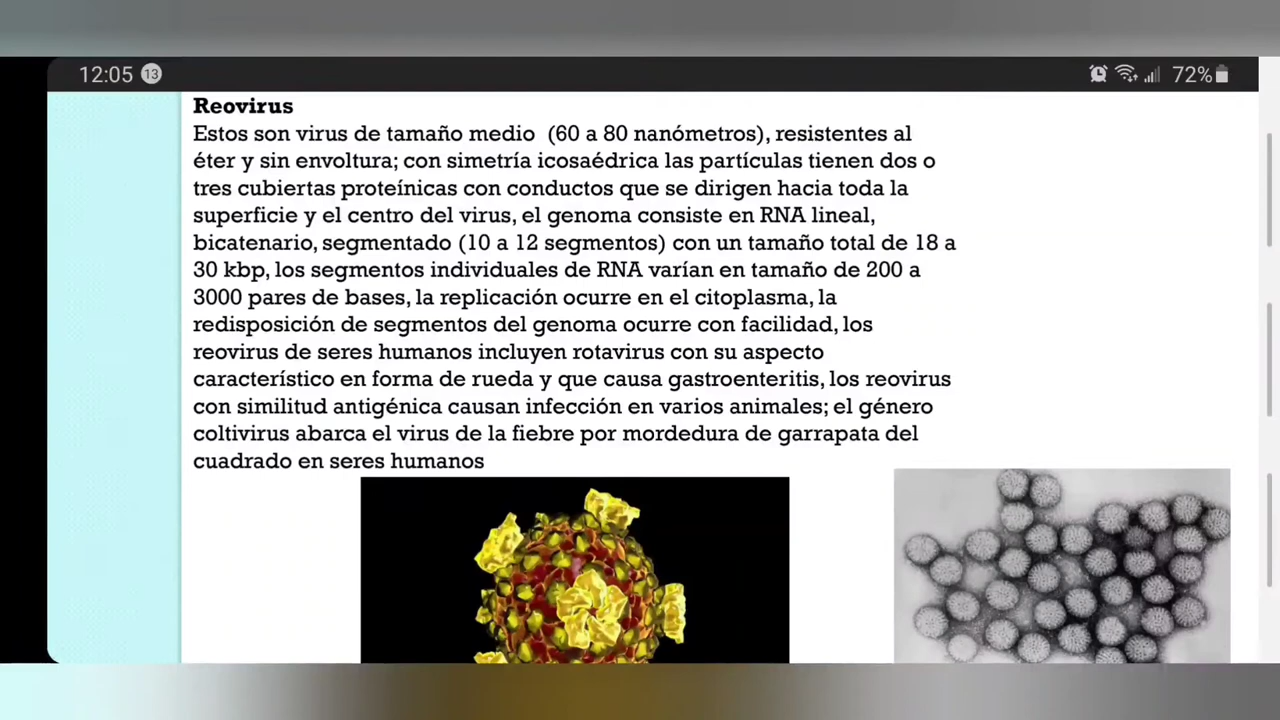 12:05 13 72%
Reovirus
Estos son virus de tamaño medio (60 a 80 nanómetros), resistentes al
éter y sin envoltura; con simetría icosaédrica las partículas tienen dos o
tres cubiertas proteínicas con conductos que se dirigen hacia toda la
superficie y el centro del virus, el genoma consiste en RNA lineal,
bicatenario, segmentado (10 a 12 segmentos) con un tamaño total de 18 a
30 kbp, los segmentos individuales de RNA varían en tamaño de 200 a
3000 pares de bases, la replicación ocurre en el citoplasma, la
redisposición de segmentos del genoma ocurre con facilidad, los
reovirus de seres humanos incluyen rotavirus con su aspecto
característico en forma de rueda y que causa gastroenteritis, los reovirus
con similitud antigénica causan infección en varios animales; el género
coltivirus abarca el virus de la fiebre por mordedura de garrapata del
cuadrado en seres humanos